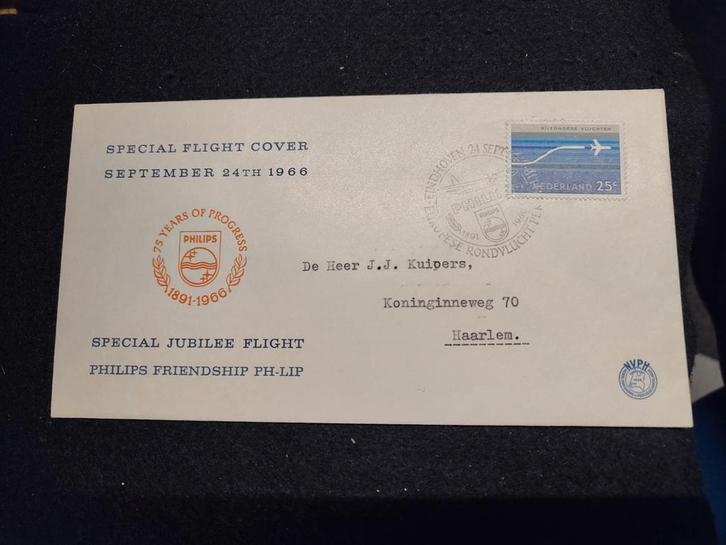 SPECIAL FLIGHT COVER
SEPTEMBER 24TH 1966
75 YEARS OF PROGRESS
PHILIPS
1891-1966
SPECIAL JUBILEE FLIGHT
PHILIPS FRIENDSHIP PH-LIP
EINDHOVEN 24 SEPT
RONDVLUCHT
PHILIPS
1891
BIJZONDERE VLUCHTEN
NEDERLAND 25c
De Heer J.J. Kuipers,
Koninginneweg 70
Haarlem.
NVPH